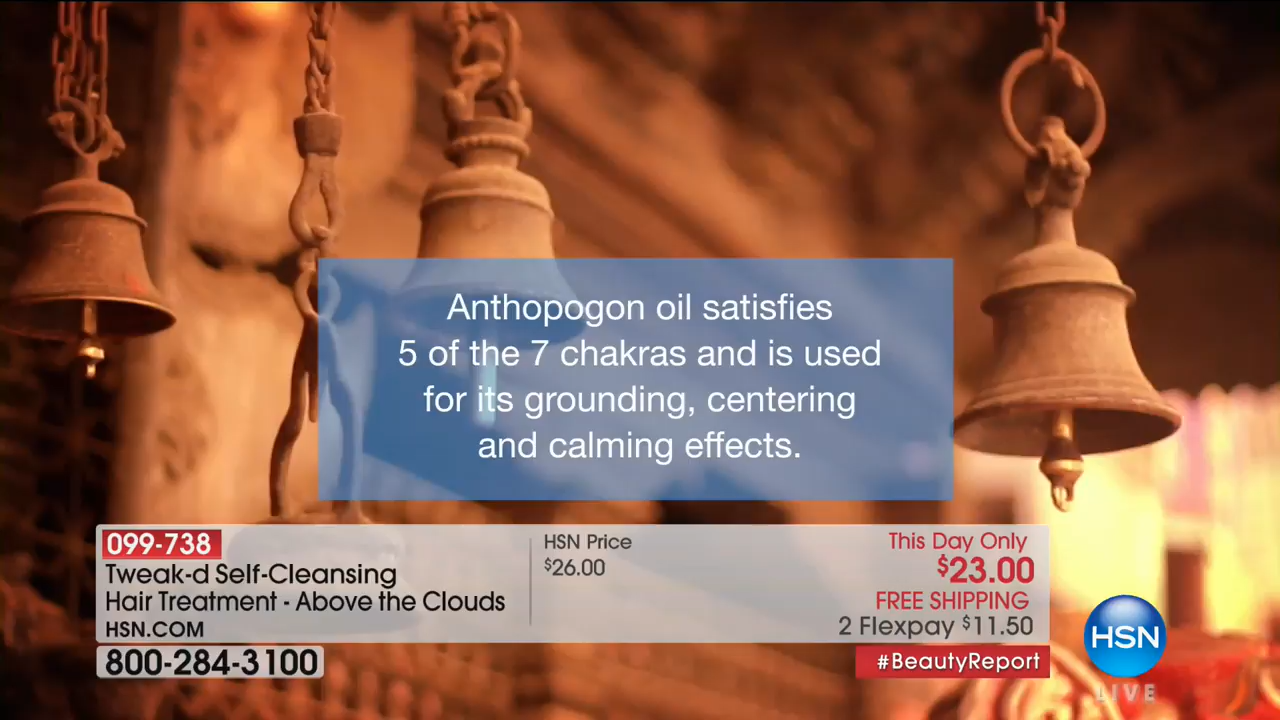 Anthopogon oil satisfies
5 of the 7 chakras and is used
for its grounding, centering
and calming effects.
099-738
Tweak-d Self-Cleansing
Hair Treatment - Above the Clouds
HSN.COM
800-284-3100
HSN Price
$26.00
This Day Only
$23.00
FREE SHIPPING
2 Flexpay $11.50
#BeautyReport
HSN
LIVE